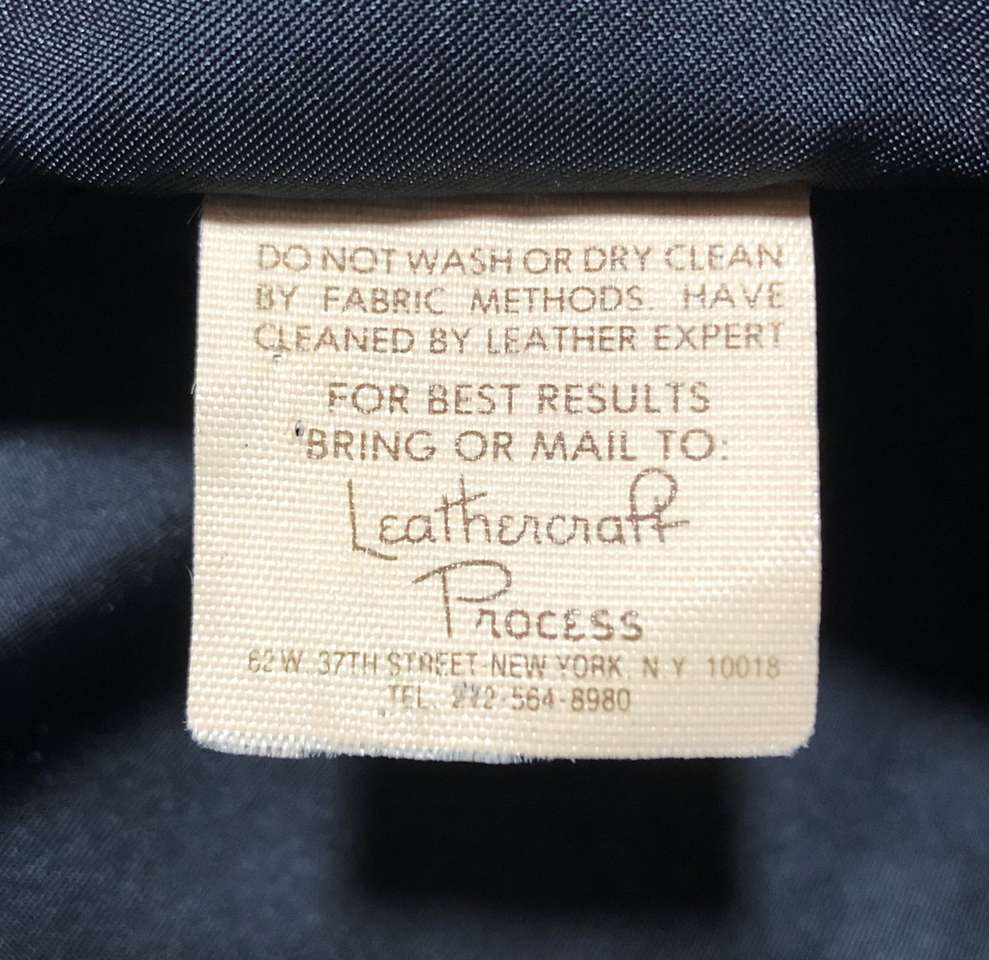 DO NOT WASH OR DRY CLEAN
BY FABRIC METHODS. HAVE
CLEANED BY LEATHER EXPERT
FOR BEST RESULTS
BRING OR MAIL TO:
Leathercraft
Process
62 W. 37TH STREET-NEW YORK, N Y 10018
TEL. 212-564-8980